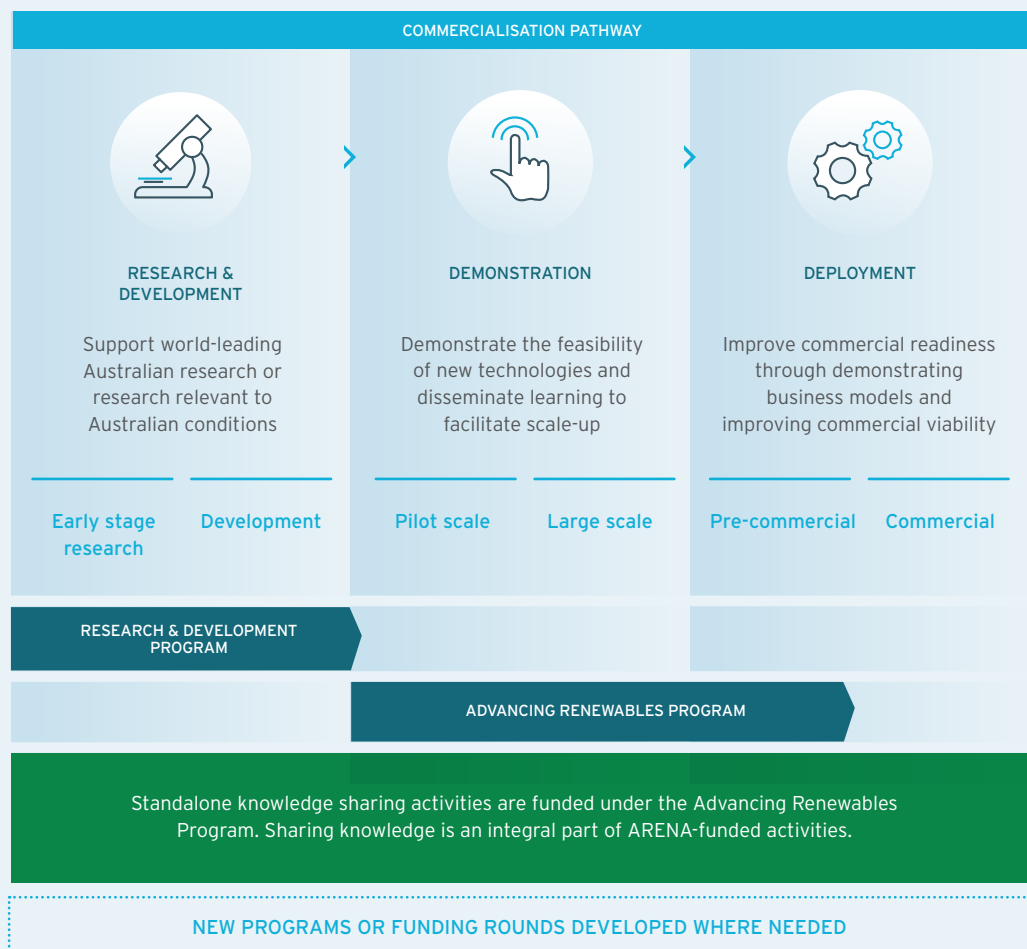 COMMERCIALISATION PATHWAY
RESEARCH &
DEVELOPMENT
Support world-leading
Australian research or
research relevant to
Australian conditions
Early stage
research
Development
DEMONSTRATION
Demonstrate the feasibility
of new technologies and
disseminate learning to
facilitate scale-up
Pilot scale
Large scale
DEPLOYMENT
Improve commercial readiness
through demonstrating
business models and
improving commercial viability
Pre-commercial
Commercial
RESEARCH & DEVELOPMENT
PROGRAM
ADVANCING RENEWABLES PROGRAM
Standalone knowledge sharing activities are funded under the Advancing Renewables
Program. Sharing knowledge is an integral part of ARENA-funded activities.
NEW PROGRAMS OR FUNDING ROUNDS DEVELOPED WHERE NEEDED